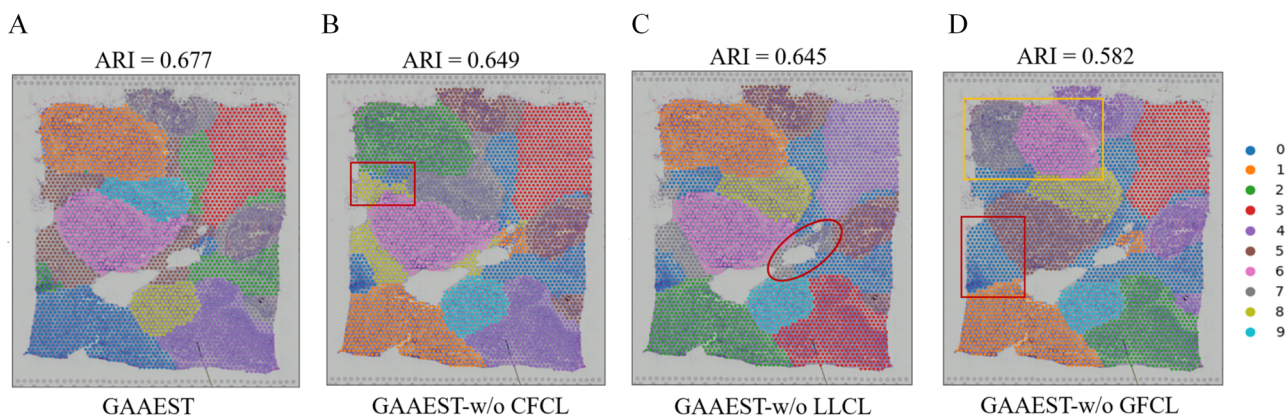 A
B
C
D
ARI = 0.677
ARI = 0.649
ARI = 0.645
ARI = 0.582
0
1
2
3
4
5
6
7
8
9
GAAEST
GAAEST-w/o CFCL
GAAEST-w/o LLCL
GAAEST-w/o GFCL